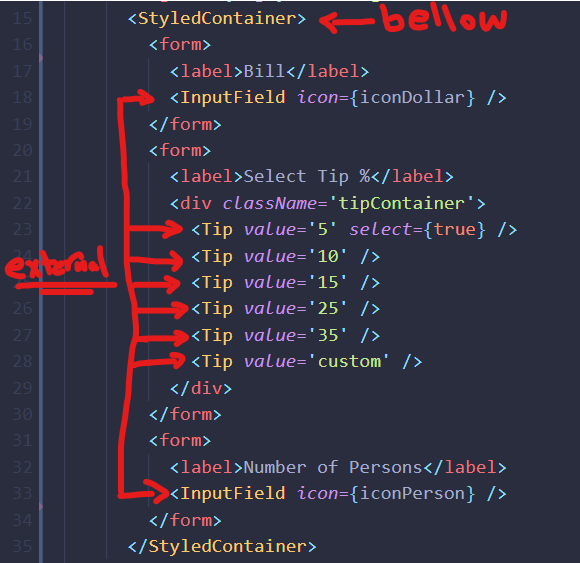 15 <StyledContainer> bellow
16 <form>
17 <label>Bill</label>
18 <InputField icon={iconDollar} />
19 </form>
20 <form>
21 <label>Select Tip %</label>
22 <div className='tipContainer'>
23 <Tip value='5' select={true} />
<Tip value='10' />
external
<Tip value='15' />
26 <Tip value='25' />
27 <Tip value='35' />
28 <Tip value='custom' />
29 </div>
30 </form>
31 <form>
32 <label>Number of Persons</label>
33 <InputField icon={iconPerson} />
34 </form>
35 </StyledContainer>